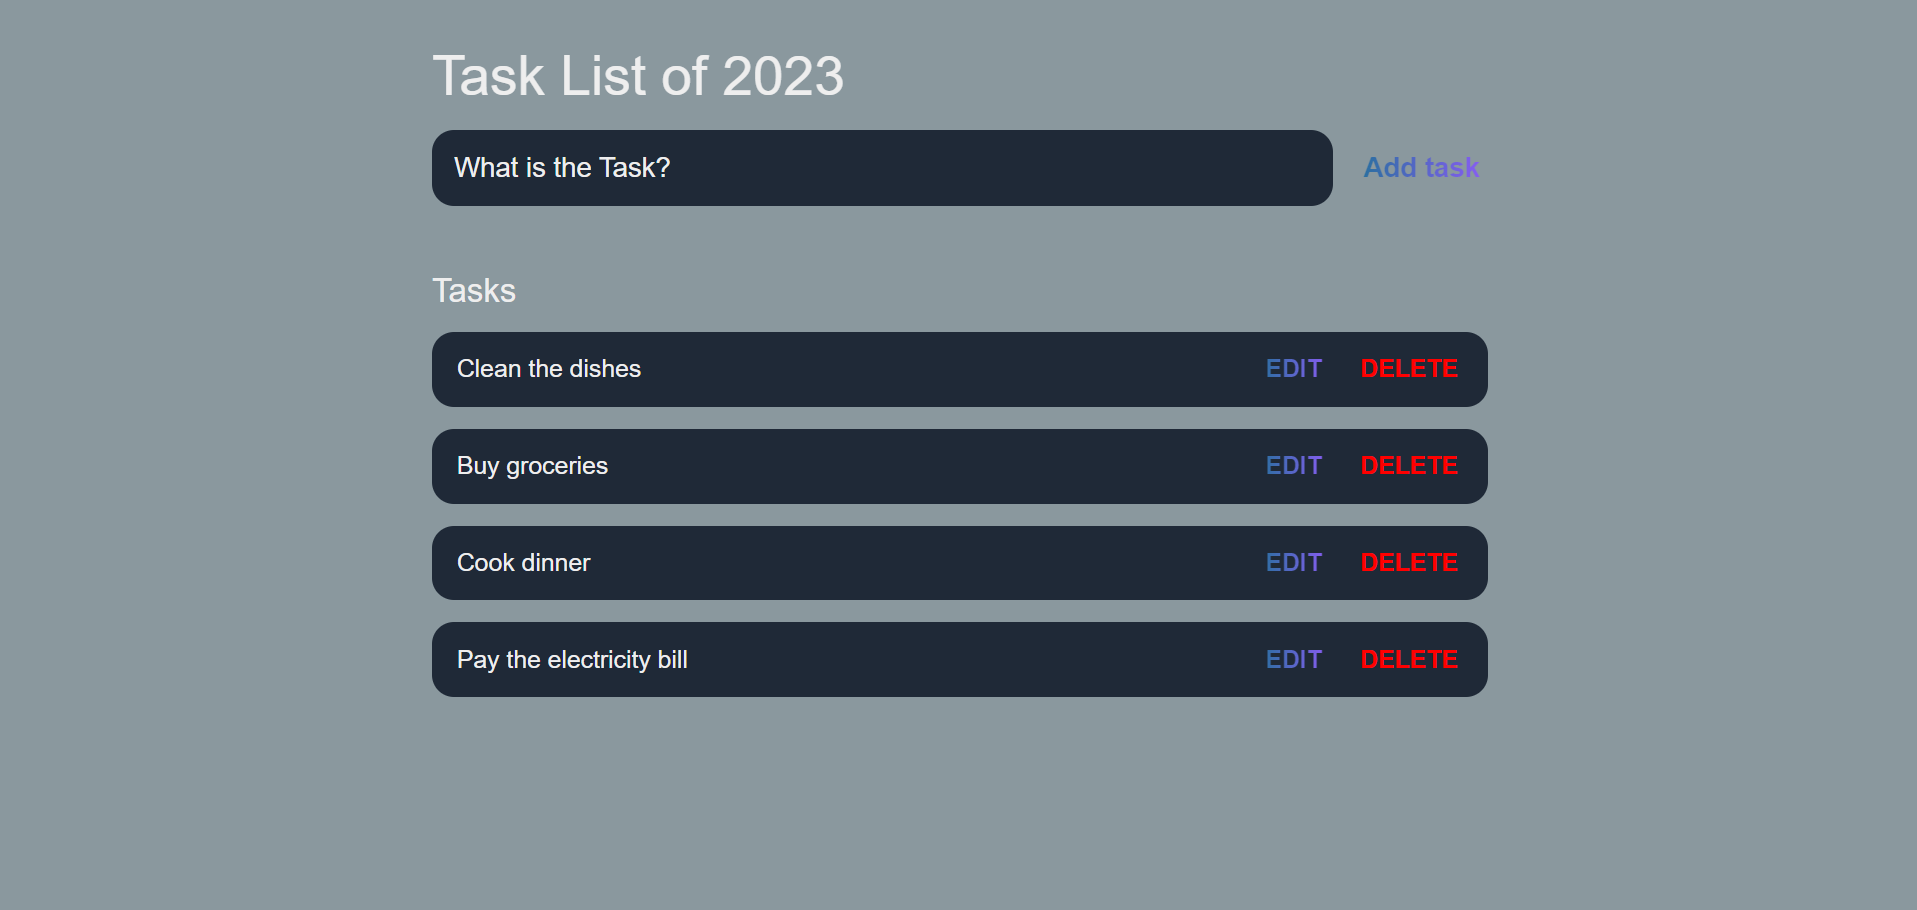 Task List of 2023
What is the Task? Add task
Tasks
Clean the dishes EDIT DELETE
Buy groceries EDIT DELETE
Cook dinner EDIT DELETE
Pay the electricity bill EDIT DELETE